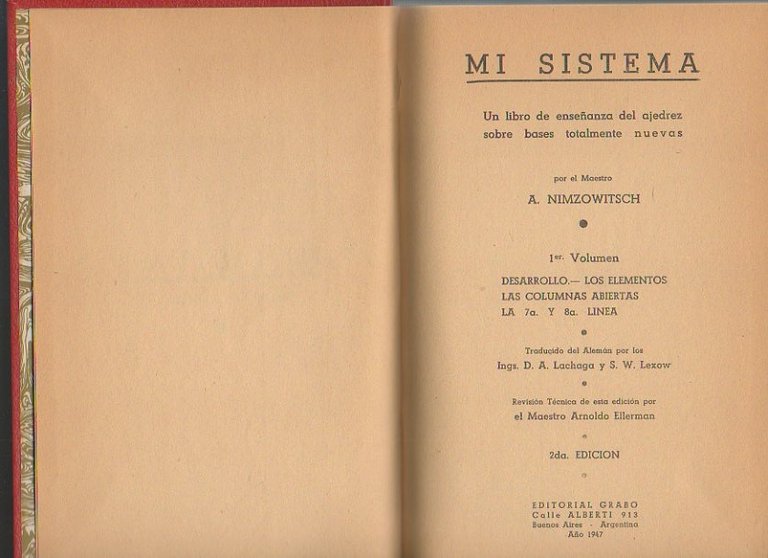 MI SISTEMA
Un libro de enseñanza del ajedrez
sobre bases totalmente nuevas
por el Maestro
A. NIMZOWITSCH
1er. Volumen
DESARROLLO.— LOS ELEMENTOS
LAS COLUMNAS ABIERTAS
LA 7a. Y 8a. LINEA
Traducido del Alemán por los
Ings. D. A. Lachaga y S. W. Lexow
Revisión Técnica de esta edición por
el Maestro Arnoldo Ellerman
2da. EDICION
EDITORIAL GRABO
Calle ALBERTI 913
Buenos Aires - Argentina
Año 1947